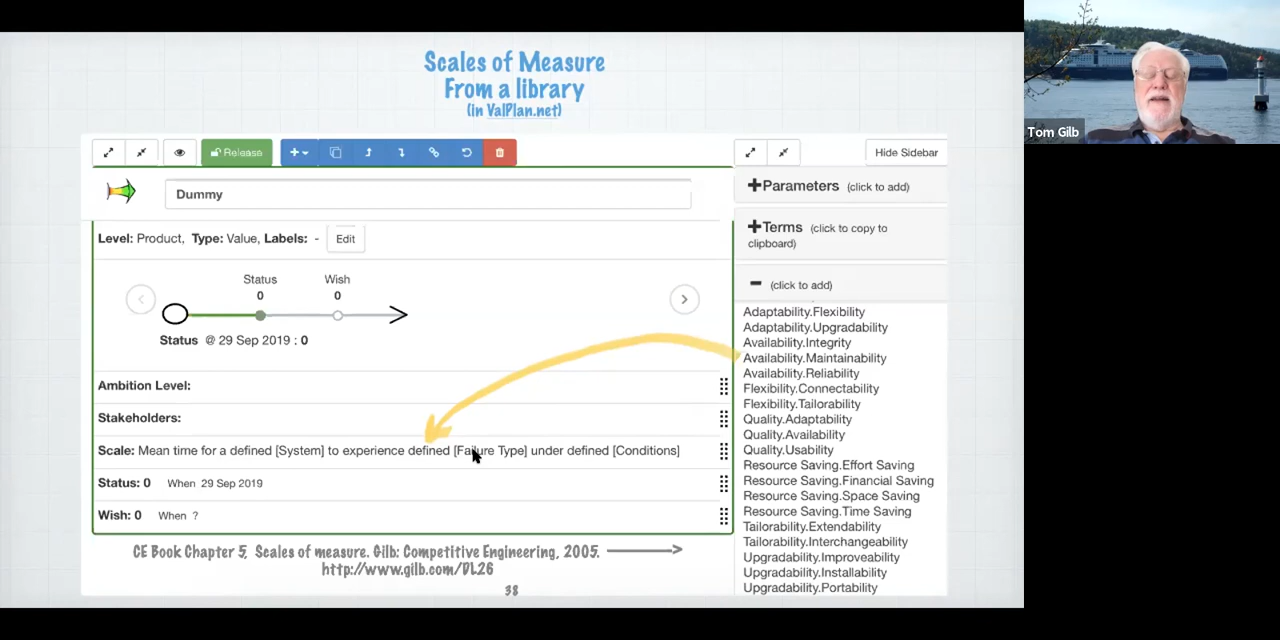 Scales of Measure
From a library
(in ValPlan.net)
Release
Hide Sidebar
Dummy
Parameters (click to add)
Terms (click to copy to
clipboard)
Level: Product, Type: Value, Labels: - Edit
(click to add)
Status Wish
0 0
Status @ 29 Sep 2019 : 0
Ambition Level:
Stakeholders:
Scale: Mean time for a defined [System] to experience defined [Failure Type] under defined [Conditions]
Status: 0 When 29 Sep 2019
Wish: 0 When ?
Adaptability.Flexibility
Adaptability.Upgradability
Availability.Integrity
Availability.Maintainability
Availability.Reliability
Flexibility.Connectability
Flexibility.Tailorability
Quality.Adaptability
Quality.Availability
Quality.Usability
Resource Saving.Effort Saving
Resource Saving.Financial Saving
Resource Saving.Space Saving
Resource Saving.Time Saving
Tailorability.Extendability
Tailorability.Interchangeability
Upgradability.Improveability
Upgradability.Installability
Upgradability.Portability
CE Book Chapter 5, Scales of measure. Gilb: Competitive Engineering, 2005.
http://www.gilb.com/DL26
38
Tom Gilb